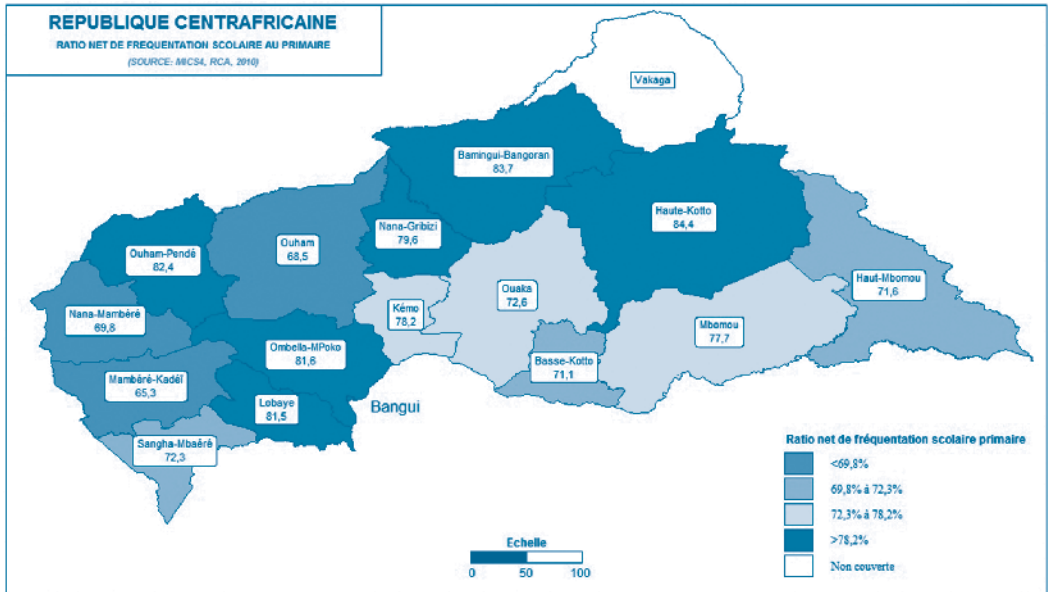 REPUBLIQUE CENTRAFRICAINE
RATIO NET DE FREQUENTATION SCOLAIRE AU PRIMAIRE
(SOURCE: MICS4, RCA, 2010)
Vakaga
Bamingui-Bangoran
83,7
Haute-Kotto
84,4
Nana-Gribizi
79,6
Ouham
68,5
Ouham-Pendé
82,4
Haut-Mbomou
71,6
Ouaka
72,6
Kémo
78,2
Nana-Mambéré
69,8
Mbomou
77,7
Ombella-MPoko
81,6
Basse-Kotto
71,1
Mambéré-Kadéï
65,3
Lobaye
81,5
Bangui
Sangha-Mbaéré
72,3
Ratio net de fréquentation scolaire primaire
<69,8%
69,8% à 72,3%
72,3% à 78,2%
>78,2%
Non couverte
Echelle
0 50 100